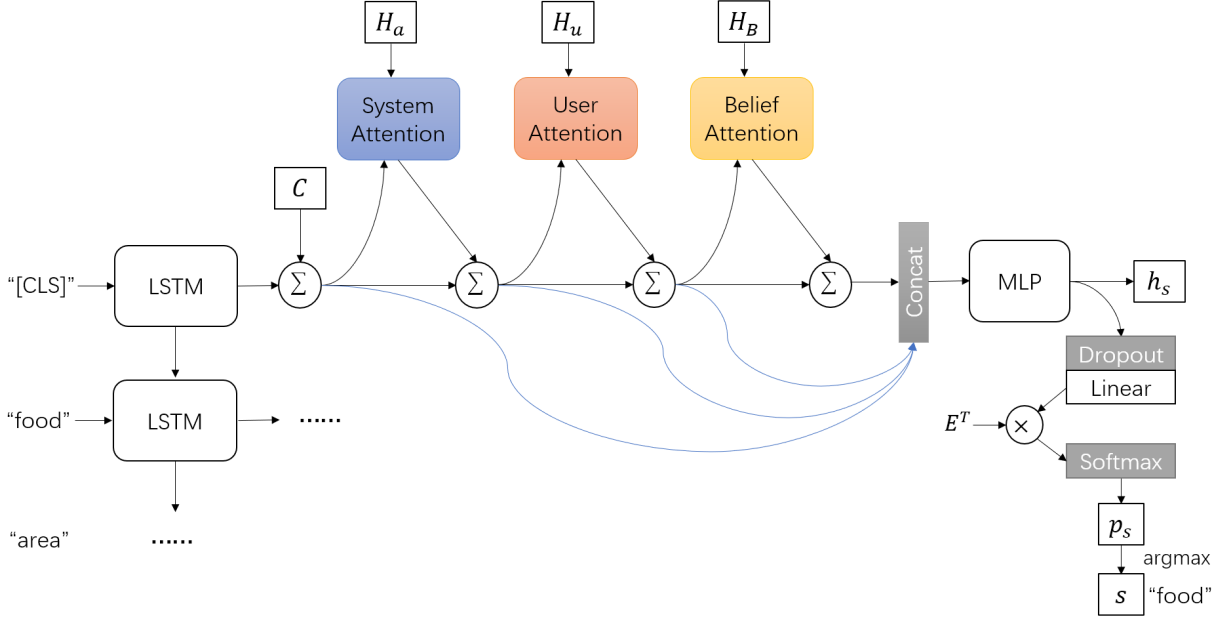 H_a
H_u
H_B
System
Attention
User
Attention
Belief
Attention
C
"[CLS]"
LSTM
Σ
Σ
Σ
Σ
Concat
MLP
h_s
Dropout
Linear
"food"
LSTM
......
E^T
×
Softmax
p_s
"area"
......
argmax
s
"food"